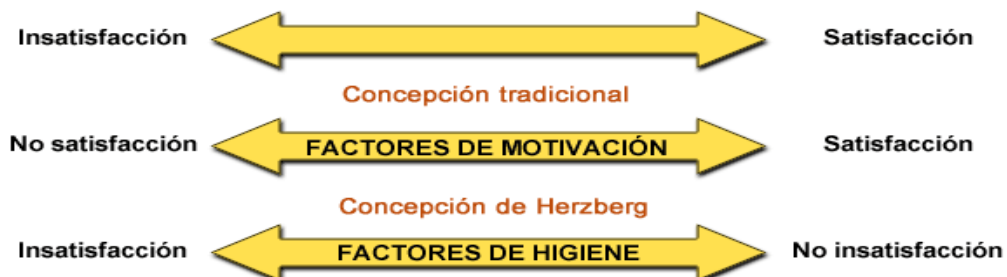 Insatisfacción Satisfacción
Concepción tradicional
No satisfacción FACTORES DE MOTIVACIÓN Satisfacción
Concepción de Herzberg
Insatisfacción FACTORES DE HIGIENE No insatisfacción